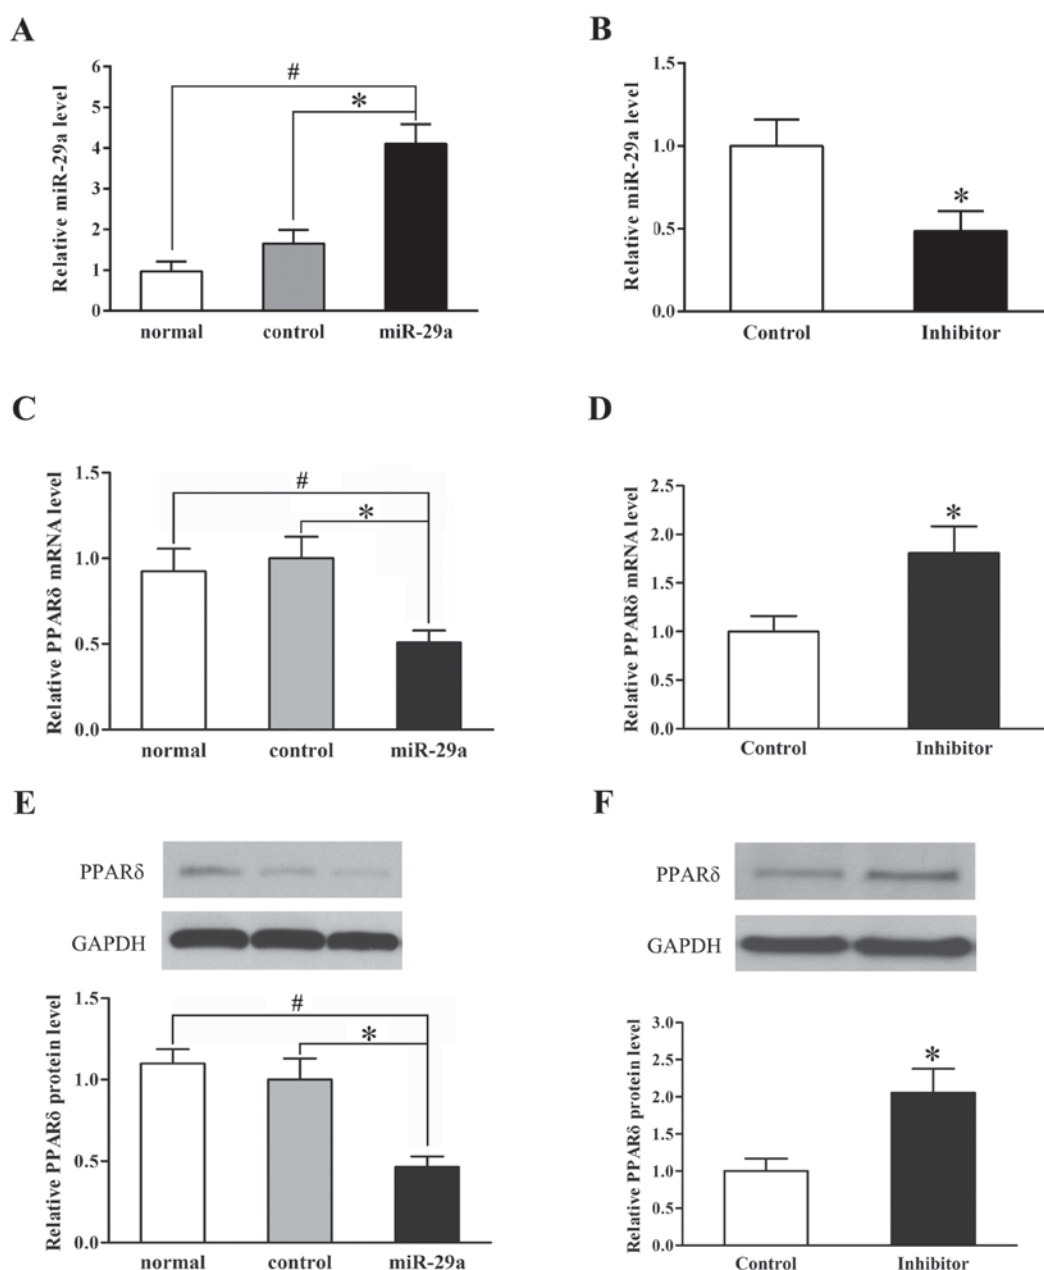 A
Relative miR-29a level
6
5
4
3
2
1
0
#
*
normal control miR-29a
B
Relative miR-29a level
1.5
1.0
0.5
0.0
*
Control Inhibitor
C
Relative PPARδ mRNA level
1.5
1.0
0.5
0.0
#
*
normal control miR-29a
D
Relative PPARδ mRNA level
2.5
2.0
1.5
1.0
0.5
0.0
*
Control Inhibitor
E
PPARδ
GAPDH
Relative PPARδ protein level
1.5
1.0
0.5
0.0
#
*
normal control miR-29a
F
PPARδ
GAPDH
Relative PPARδ protein level
3.0
2.5
2.0
1.5
1.0
0.5
0.0
*
Control Inhibitor